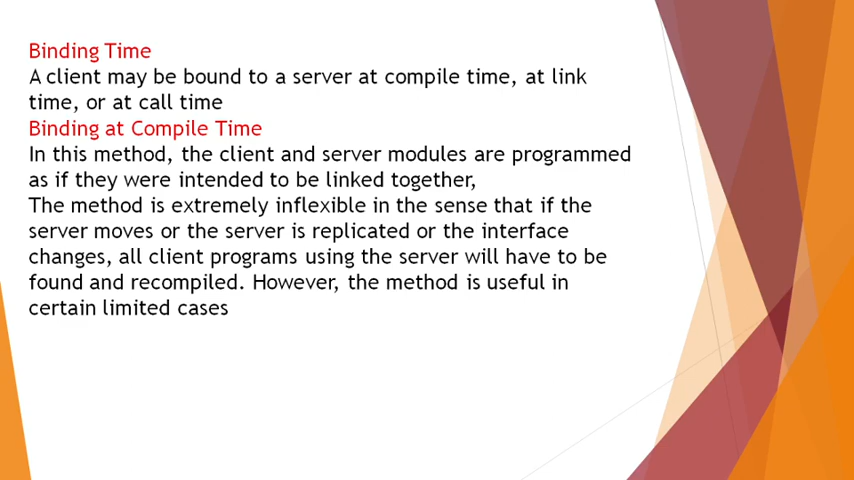 Binding Time
A client may be bound to a server at compile time, at link
time, or at call time
Binding at Compile Time
In this method, the client and server modules are programmed
as if they were intended to be linked together,
The method is extremely inflexible in the sense that if the
server moves or the server is replicated or the interface
changes, all client programs using the server will have to be
found and recompiled. However, the method is useful in
certain limited cases